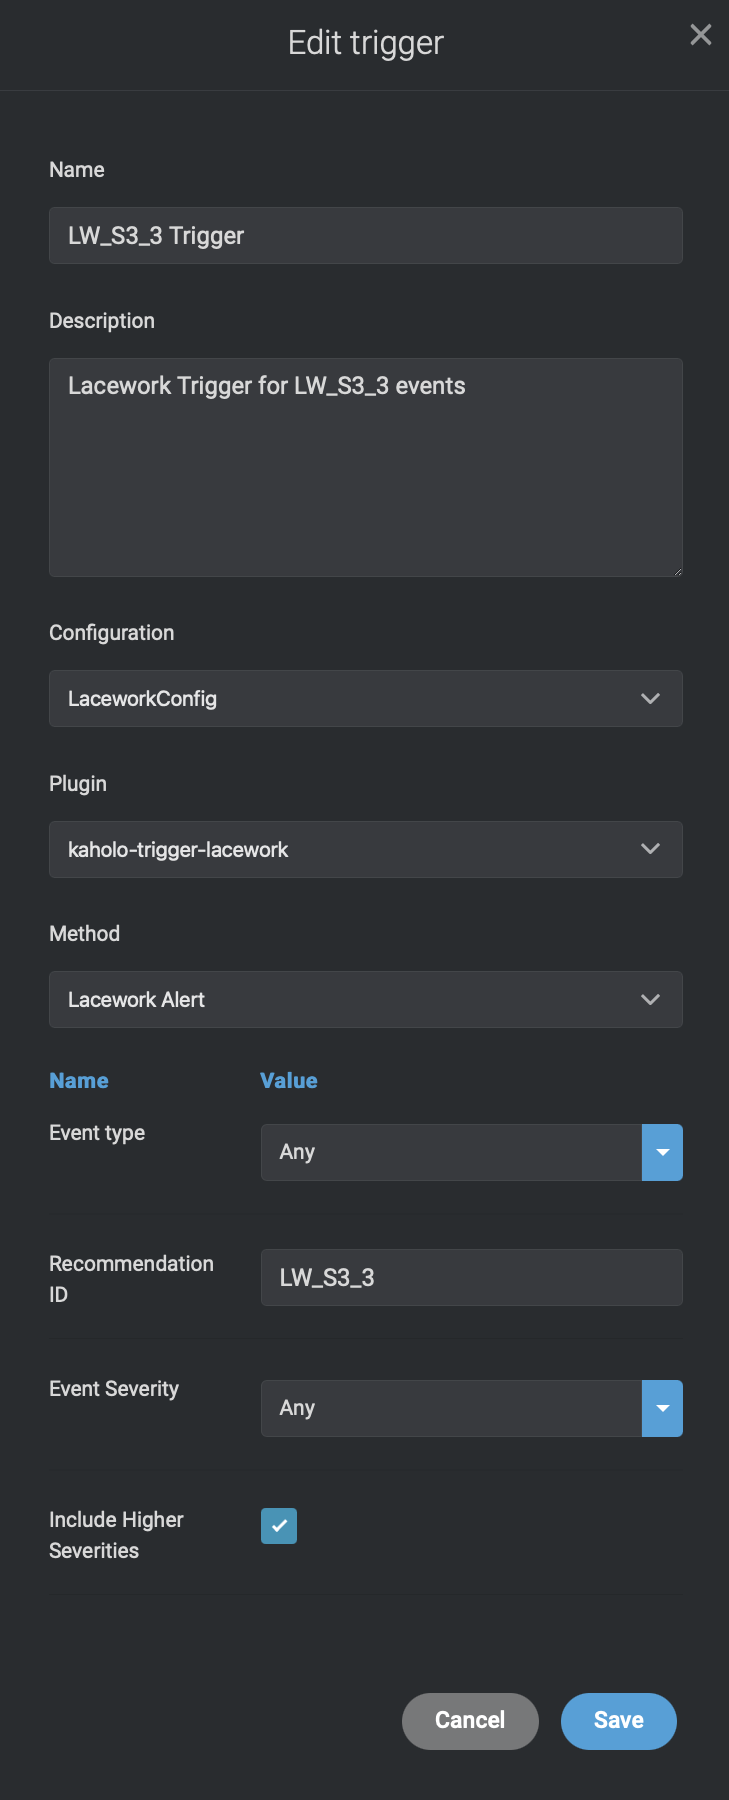 Edit trigger
Name
LW_S3_3 Trigger
Description
Lacework Trigger for LW_S3_3 events
Configuration
LaceworkConfig
Plugin
kaholo-trigger-lacework
Method
Lacework Alert
Name Value
Event type
Any
Recommendation
ID
LW_S3_3
Event Severity
Any
Include Higher
Severities
Cancel Save